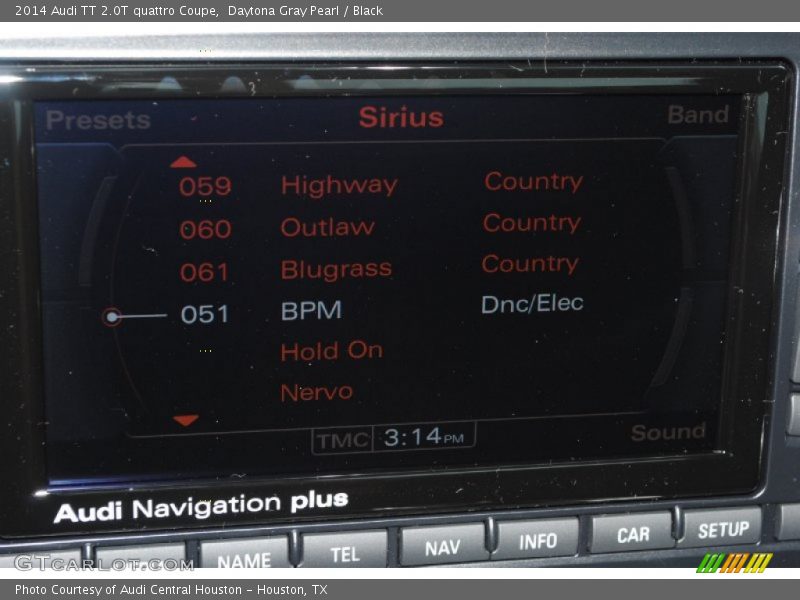 2014 Audi TT 2.0T quattro Coupe,  Daytona Gray Pearl / Black
Presets Sirius Band
059 Highway Country
060 Outlaw Country
061 Blugrass Country
051 BPM Dnc/Elec
Hold On
Nervo
TMC 3:14 PM Sound
Audi Navigation plus
NAME TEL NAV INFO CAR SETUP
GTcarlot.com
Photo Courtesy of Audi Central Houston - Houston, TX